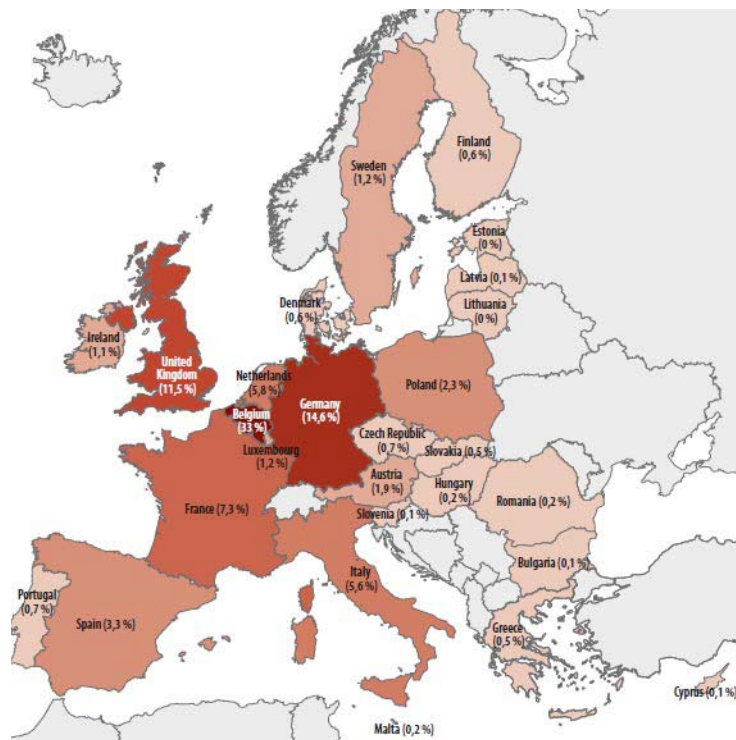 Finland
(0,6 %)
Sweden
(1,2 %)
Estonia
(0 %)
Latvia (0,1 %)
Lithuania
(0 %)
Denmark
(0,6 %)
Ireland
(1,1 %)
United
Kingdom
(11,5 %)
Netherlands
(5,8 %)
Germany
(14,6 %)
Poland (2,3 %)
Belgium
(33 %)
Luxembourg
(1,2 %)
Czech Republic
(0,7 %)
Slovakia (0,5 %)
Austria
(1,9 %)
Hungary
(0,2 %)
France (7,3 %)
Slovenia (0,1 %)
Romania (0,2 %)
Italy
(5,6 %)
Bulgaria (0,1 %)
Portugal
(0,7 %)
Spain (3,3 %)
Greece
(0,5 %)
Cyprus (0,1 %)
Malta (0,2 %)